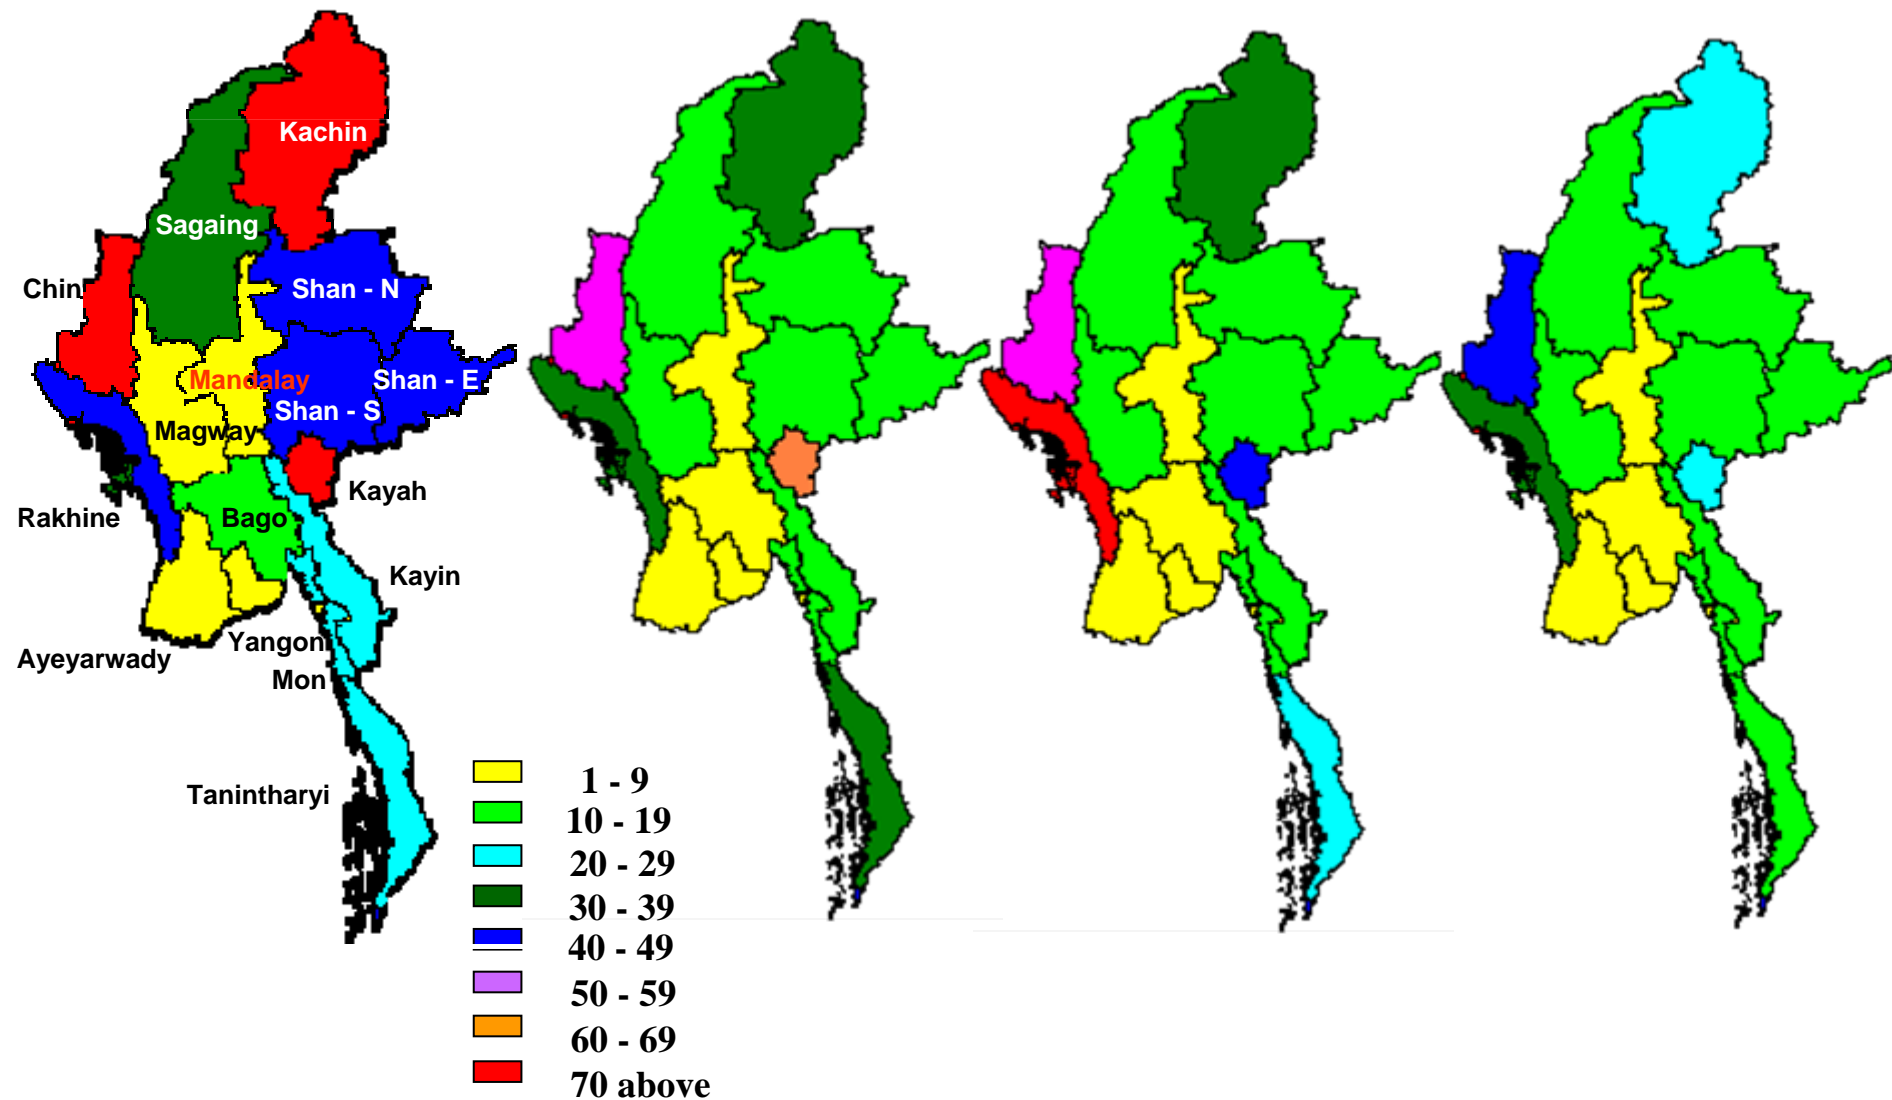 Kachin
Sagaing
Chin
Shan - N
Mandalay
Shan - E
Shan - S
Magway
Kayah
Rakhine
Bago
Kayin
Yangon
Ayeyarwady
Mon
Tanintharyi
1 - 9
10 - 19
20 - 29
30 - 39
40 - 49
50 - 59
60 - 69
70 above